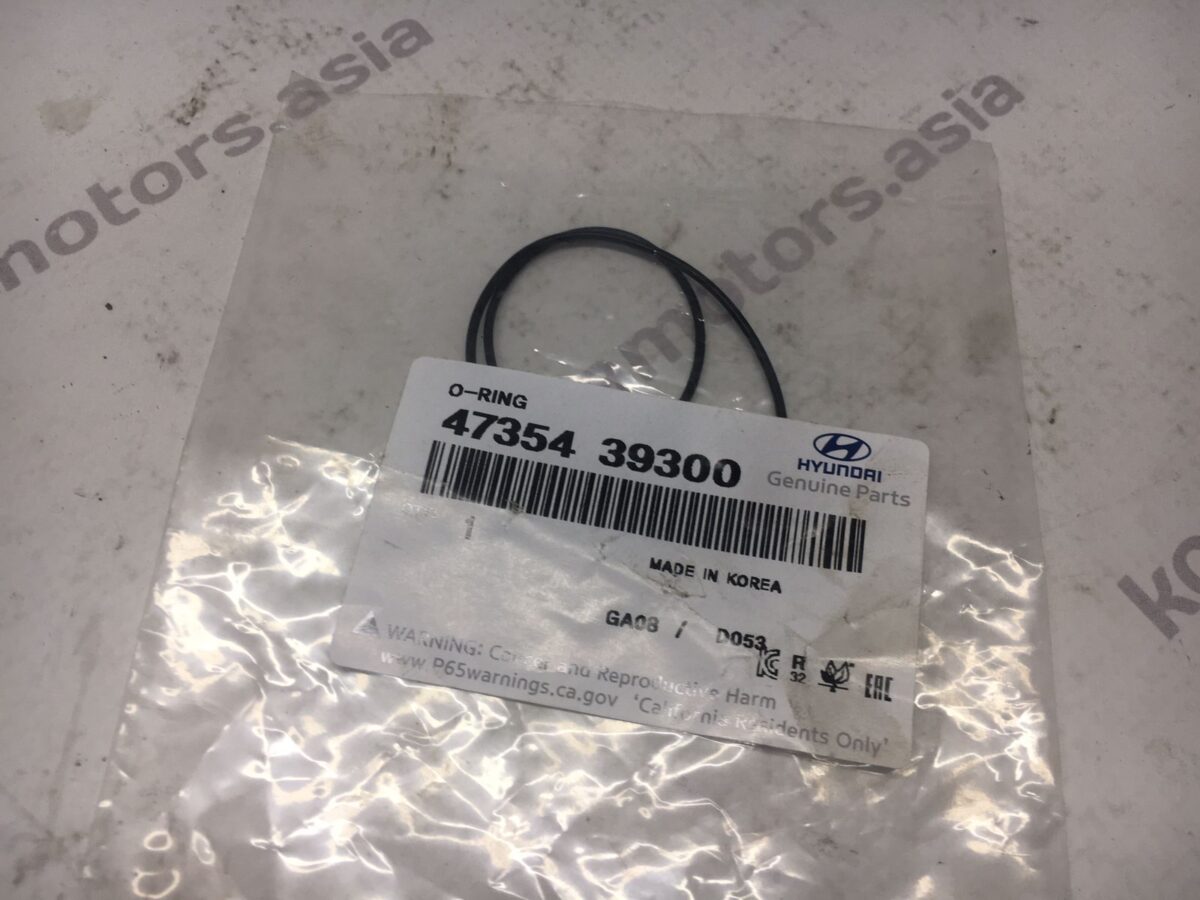 motors.asia
motors.asia
O-RING
47354 39300
HYUNDAI
Genuine Parts
MADE IN KOREA
GA08 / D053
R
32
EAC
WARNING: Cancer and Reproductive Harm
www.P65warnings.ca.gov 'California Residents Only'